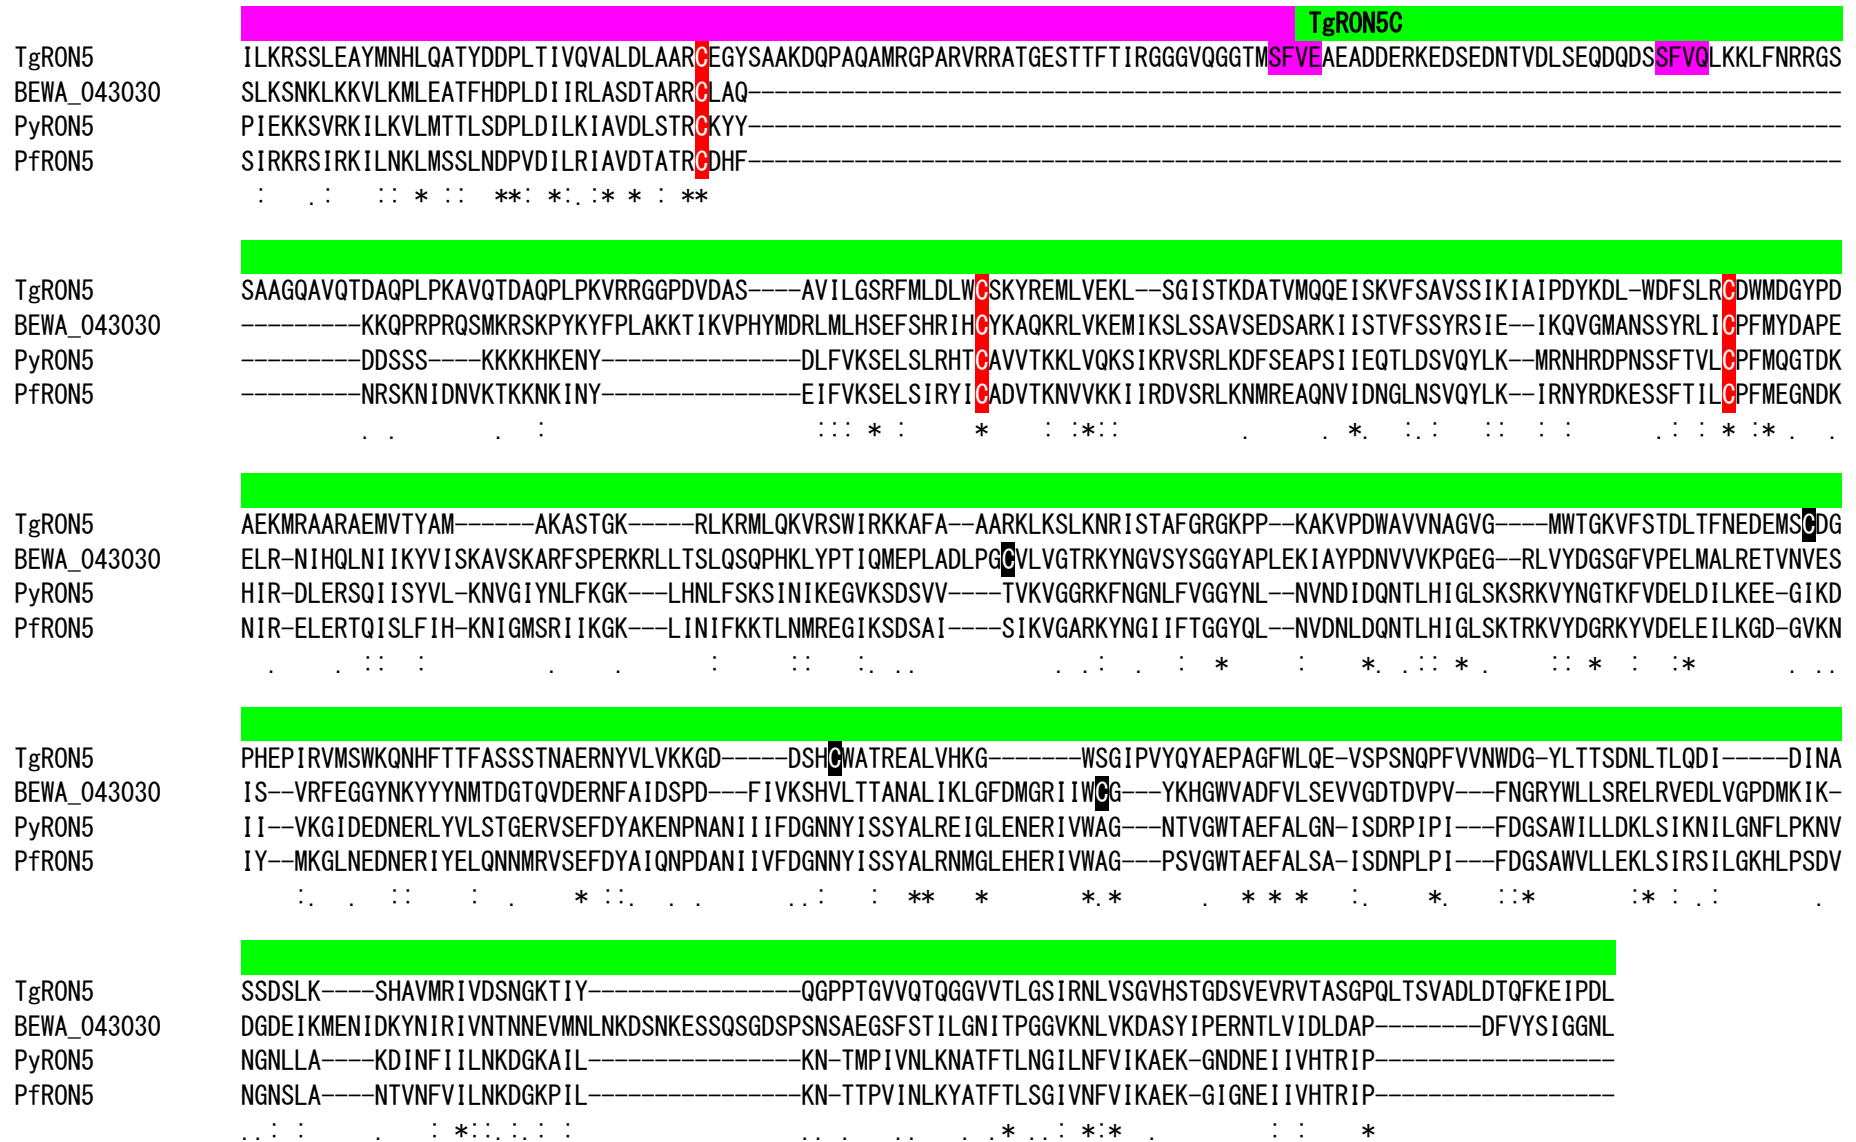 TgRON5C
TgRON5 ILKRSSLEAYMNHLQATYDDPLTIVQVALDLAARCEGYSAAKDQPAQAMRGPARVRRATGESTTFTIRGGGVQGGTMSFVEAEADDERKEDSEDNTVDLSEQDQDSSFVQLKKLFNRRGS
BEWA_043030 SLKSNKLKKVLKMLEATFHDPLDIIRLASDTARRCLAQ----------------------------------------------------------------------------------
PyRON5 PIEKKSVRKILKVLMTTLSDPLDILKIAVDLSTRCKYY----------------------------------------------------------------------------------
PfRON5 SIRKRSIRKILNKLMSSLNDPVDILRIAVDTATRCDHF----------------------------------------------------------------------------------
 :   .:   :: * ::  **: *:.:* * : **
TgRON5 SAAGQAVQTDAQPLPKAVQTDAQPLPKVRRGGPDVDAS----AVILGSRFMLDLWCSKYREMLVEKL--SGISTKDATVMQQEISKVFSAVSSIKIAIPDYKDL-WDFSLRCDWMDGYPD
BEWA_043030 ---------KKQPRPRQSMKRSKPYKYFPLAKKTIKVPHYMDRLMLHSEFSHRIHCYKAQKRLVKEMIKSLSSAVSEDSARKIISTVFSSYRSIE--IKQVGMANSSYRLICPFMYDAPE
PyRON5 ---------DDSSS----KKKKHKENY---------------DLFVKSELSLRHTCAVVTKKLVQKSIKRVSRLKDFSEAPSIIEQTLDSVQYLK--MRNHRDPNSSFTVLCPFMQGTDK
PfRON5 ---------NRSKNIDNVKTKKNKINY---------------EIFVKSELSIRYICADVTKNVVKKIIRDVSRLKNMREAQNVIDNGLNSVQYLK--IRNYRDKESSFTILCPFMEGNDK
         . .       .  :                    ::: * :     *    : :*::         .     . *.  :.:   ::  : :      .: : * :* .  .
TgRON5 AEKMRAARAEMVTYAM------AKASTGK-----RLKRMLQKVRSWIRKKAFA--AARKLKSLKNRISTAFGRGKPP--KAKVPDWAVVNAGVG----MWTGKVFSTDLTFNEDEMSCDG
BEWA_043030 ELR-NIHQLNIIKYVISKAVSKARFSPERKRLLTSLQSQPHKLYPTIQMEPLADLPGCVLVGTRKYNGVSYSGGYAPLEKIAYPDNVVVKPGEG--RLVYDGSGFVPELMALRETVNVES
PyRON5 HIR-DLERSQIISYVL-KNVGIYNLFKGK---LHNLFSKSINIKEGVKSDSVV----TVKVGGRKFNGNLFVGGYNL--NVNDIDQNTLHIGLSKSRKVYNGTKFVDELDILKEE-GIKD
PfRON5 NIR-ELERTQISLFIH-KNIGMSRIIKGK---LINIFKKTLNMREGIKSDSAI----SIKVGARKYNGIIFTGGYQL--NVDNLDQNTLHIGLSKTRKVYDGRKYVDELEILKGD-GVKN
  .    . ::  :         .    .      :     ::   :. ..          . .:  .  :  *     :    *. .:: * .    :: *  :  :*       . ..
TgRON5 PHEPIRVMSWKQNHFTTFASSSTNAERNYVLVKKGD-----DSHCWATREALVHKG-------WSGIPVYQYAEPAGFWLQE-VSPSNQPFVVNWDG-YLTTSDNLTLQDI-----DINA
BEWA_043030 IS--VRFEGGYNKYYYNMTDGTQVDERNFAIDSPD---FIVKSHVLTTANALIKLGFDMGRIIWCG---YKHGWVADFVLSEVVGDTDVPV---FNGRYWLLSRELRVEDLVGPDMKIK-
PyRON5 II--VKGIDEDNERLYVLSTGERVSEFDYAKENPNANIIIFDGNNYISSYALREIGLENERIVWAG---NTVGWTAEFALGN-ISDRPIPI---FDGSAWILLDKLSIKNILGNFLPKNV
PfRON5 IY--MKGLNEDNERIYELQNNMRVSEFDYAIQNPDANIIVFDGNNYISSYALRNMGLEHERIVWAG---PSVGWTAEFALSA-ISDNPLPI---FDGSAWVLLEKLSIRSILGKHLPSDV
    :.  .  ::    :  .    * ::.  . .      ..:   :  **   *       *.*      .  * * *   :.    *.   ::*       :* : .:       .
TgRON5 SSDSLK----SHAVMRIVDSNGKTIY----------------QGPPTGVVQTQGGVVTLGSIRNLVSGVHSTGDSVEVRVTASGPQLTSVADLDTQFKEIPDL
BEWA_043030 DGDEIKMENIDKYNIRIVNTNNEVMNLNKDSNKESSQSGDSPSNSAEGSFSTILGNITPGGVKNLVKDASYIPERNTLVIDLDAP--------DFVYSIGGNL
PyRON5 NGNLLA----KDINFIILNKDGKAIL----------------KN-TMPIVNLKNATFTLNGILNFVIKAEK-GNDNEIIVHTRIP------------------
PfRON5 NGNSLA----NTVNFVILNKDGKPIL----------------KN-TTPVINLKYATFTLSGIVNFVIKAEK-GIGNEIIVHTRIP------------------
..: :     .   : *::.:.: :                 .. .   ..   . .* ..: *:*  .        : :    *